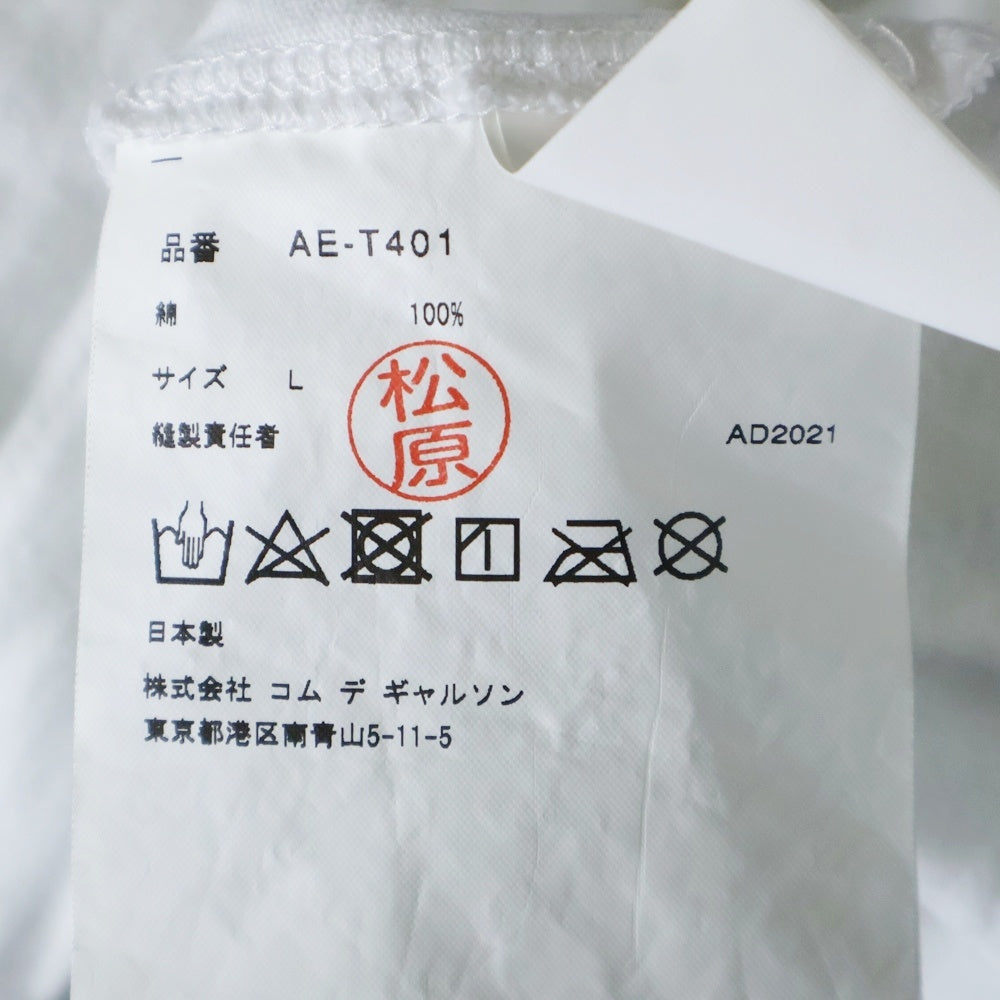 品番 AE-T401
綿 100%
サイズ L
縫製責任者 松原 AD2021
日本製
株式会社 コム デ ギャルソン
東京都港区南青山5-11-5